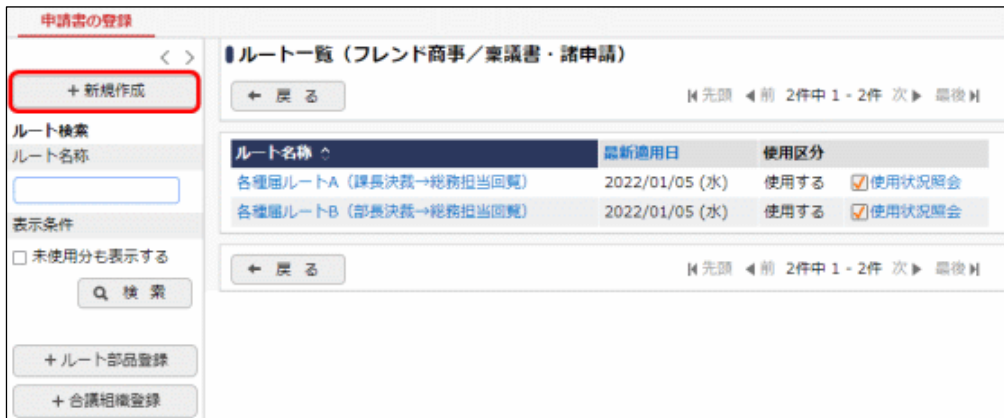 申請書の登録
＋新規作成
ルート検索
ルート名称
表示条件
未使用分も表示する
検 索
＋ルート部品登録
＋合議組織登録
ルート一覧（フレンド商事／稟議書・諸申請）
← 戻 る
先頭 前 2件中 1 - 2件 次 最後
ルート名称 最新適用日 使用区分
各種届ルートA（課長決裁→総務担当回覧） 2022/01/05 (水) 使用する 使用状況照会
各種届ルートB（部長決裁→総務担当回覧） 2022/01/05 (水) 使用する 使用状況照会
← 戻 る
先頭 前 2件中 1 - 2件 次 最後